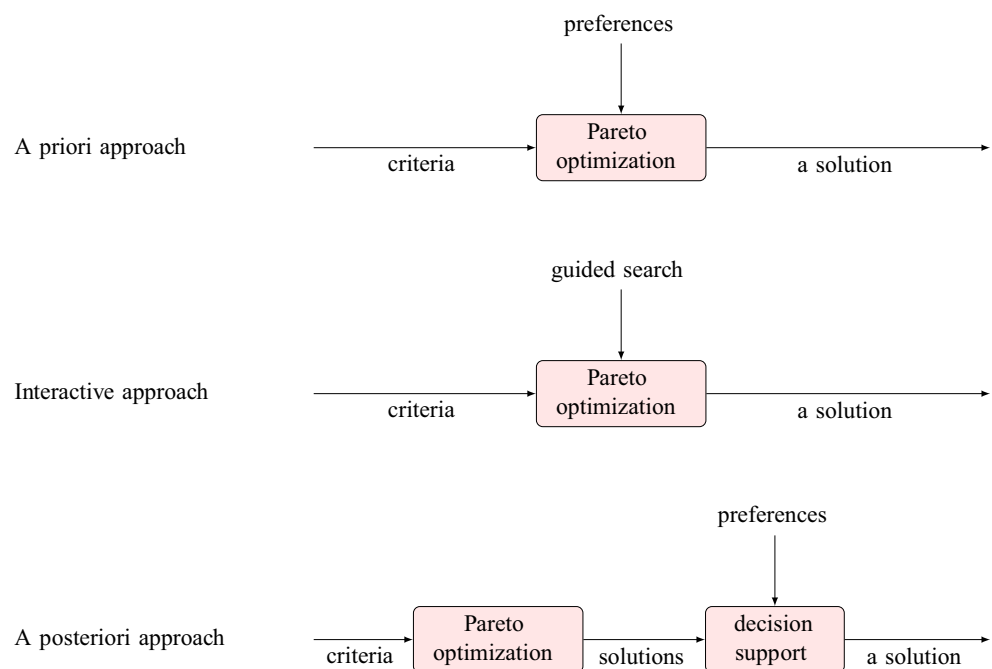 preferences
A priori approach
criteria
Pareto
optimization
a solution
guided search
Interactive approach
criteria
Pareto
optimization
a solution
preferences
A posteriori approach
criteria
Pareto
optimization
solutions
decision
support
a solution